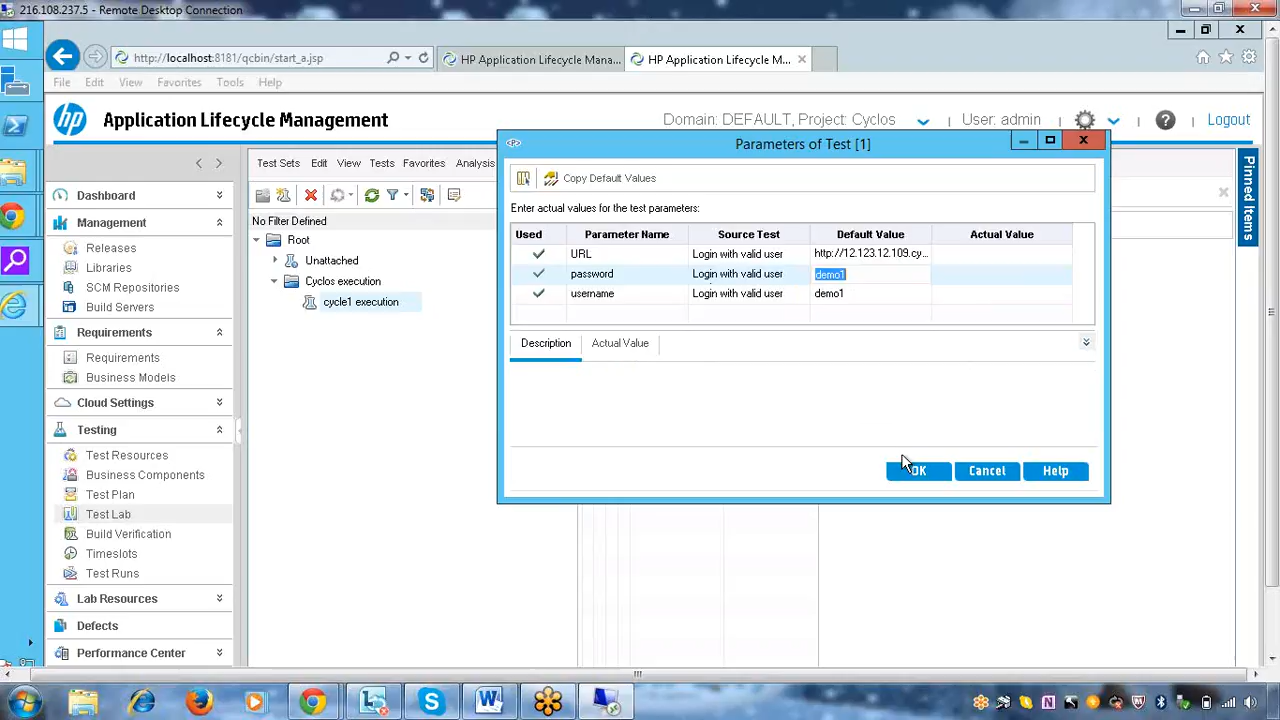 216.108.237.5 - Remote Desktop Connection
http://localhost:8181/qcbin/start_a.jsp
HP Application Lifecycle Mana...
HP Application Lifecycle M...
File Edit View Favorites Tools Help
hp Application Lifecycle Management
Domain: DEFAULT, Project: Cyclos
User: admin
Logout
Dashboard
Management
Releases
Libraries
SCM Repositories
Build Servers
Requirements
Requirements
Business Models
Cloud Settings
Testing
Test Resources
Business Components
Test Plan
Test Lab
Build Verification
Timeslots
Test Runs
Lab Resources
Defects
Performance Center
Test Sets Edit View Tests Favorites Analysis
No Filter Defined
Root
Unattached
Cyclos execution
cycle1 execution
Parameters of Test [1]
Copy Default Values
Enter actual values for the test parameters:
Used Parameter Name Source Test Default Value Actual Value
URL Login with valid user http://12.123.12.109.cy...
password Login with valid user demo1
username Login with valid user demo1
Description Actual Value
OK Cancel Help
Pinned Items